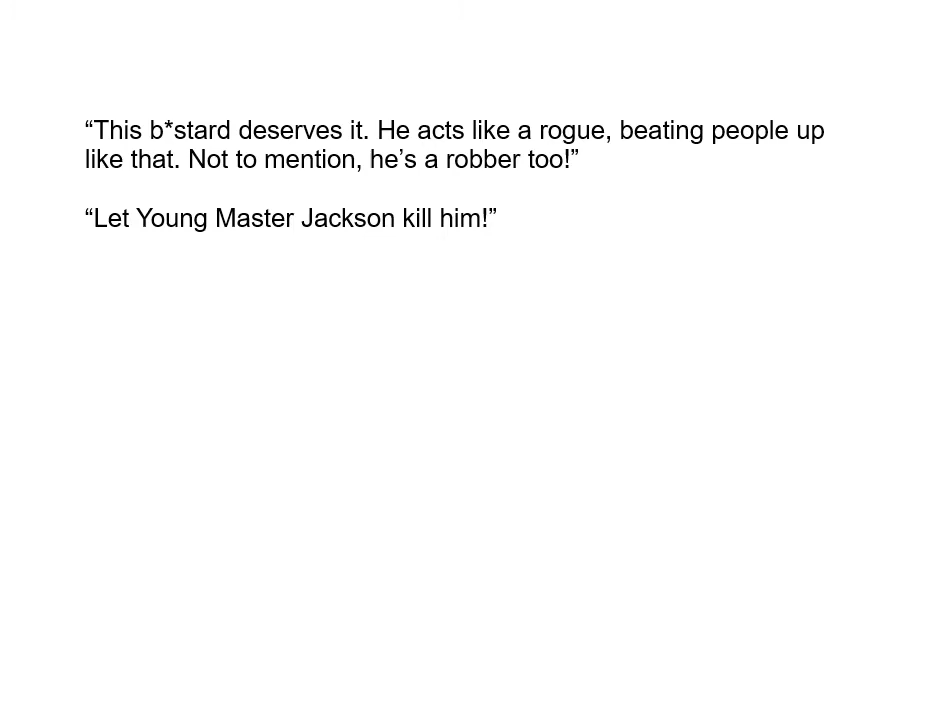 “This b*stard deserves it. He acts like a rogue, beating people up
like that. Not to mention, he’s a robber too!”
“Let Young Master Jackson kill him!”